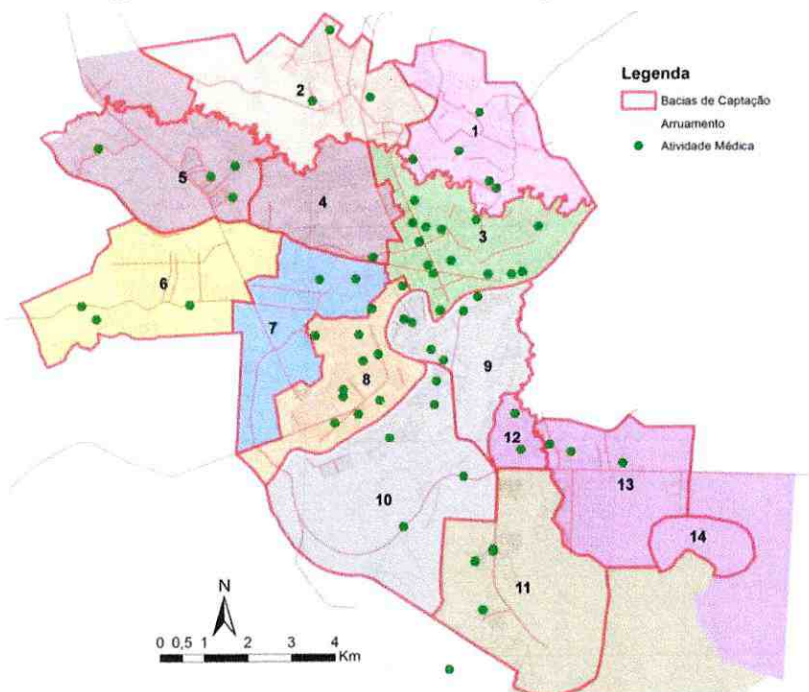 Legenda
Bacias de Captação
Arruamento
Atividade Médica
2
1
5
4
3
6
7
8
9
12
13
10
14
11
N
0 0,5 1 2 3 4
Km